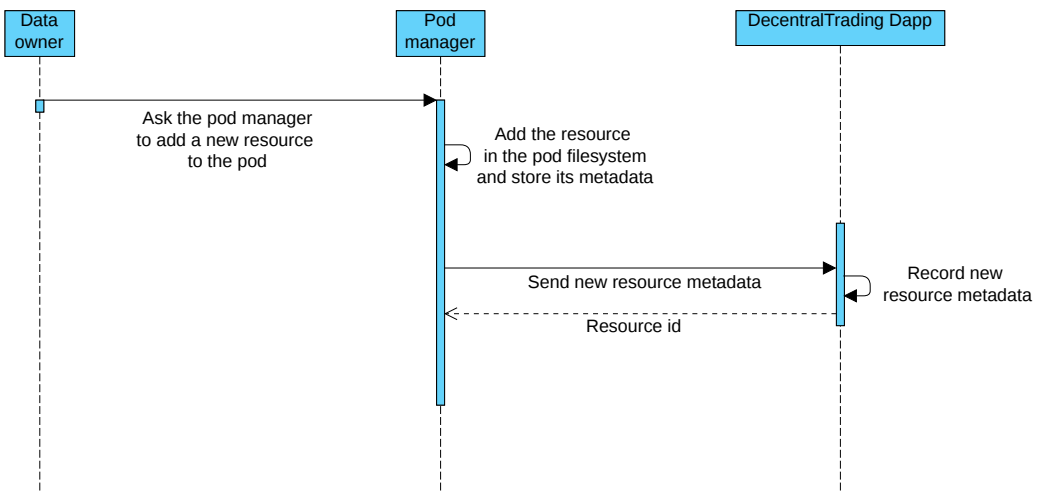 Data
owner
Pod
manager
DecentralTrading Dapp
Ask the pod manager
to add a new resource
to the pod
Add the resource
in the pod filesystem
and store its metadata
Send new resource metadata
Record new
resource metadata
Resource id